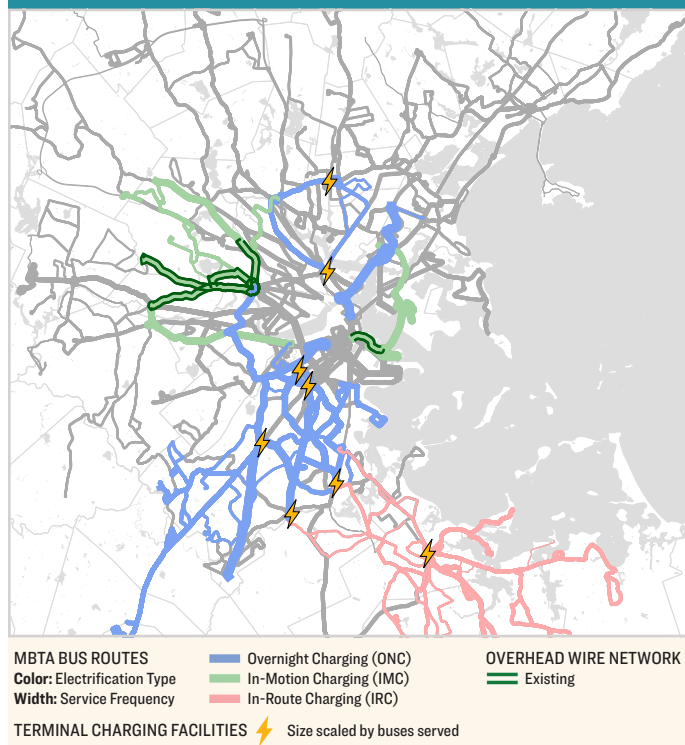 MBTA BUS ROUTES
Color: Electrification Type
Width: Service Frequency
Overnight Charging (ONC)
In-Motion Charging (IMC)
In-Route Charging (IRC)
OVERHEAD WIRE NETWORK
Existing
TERMINAL CHARGING FACILITIES
Size scaled by buses served